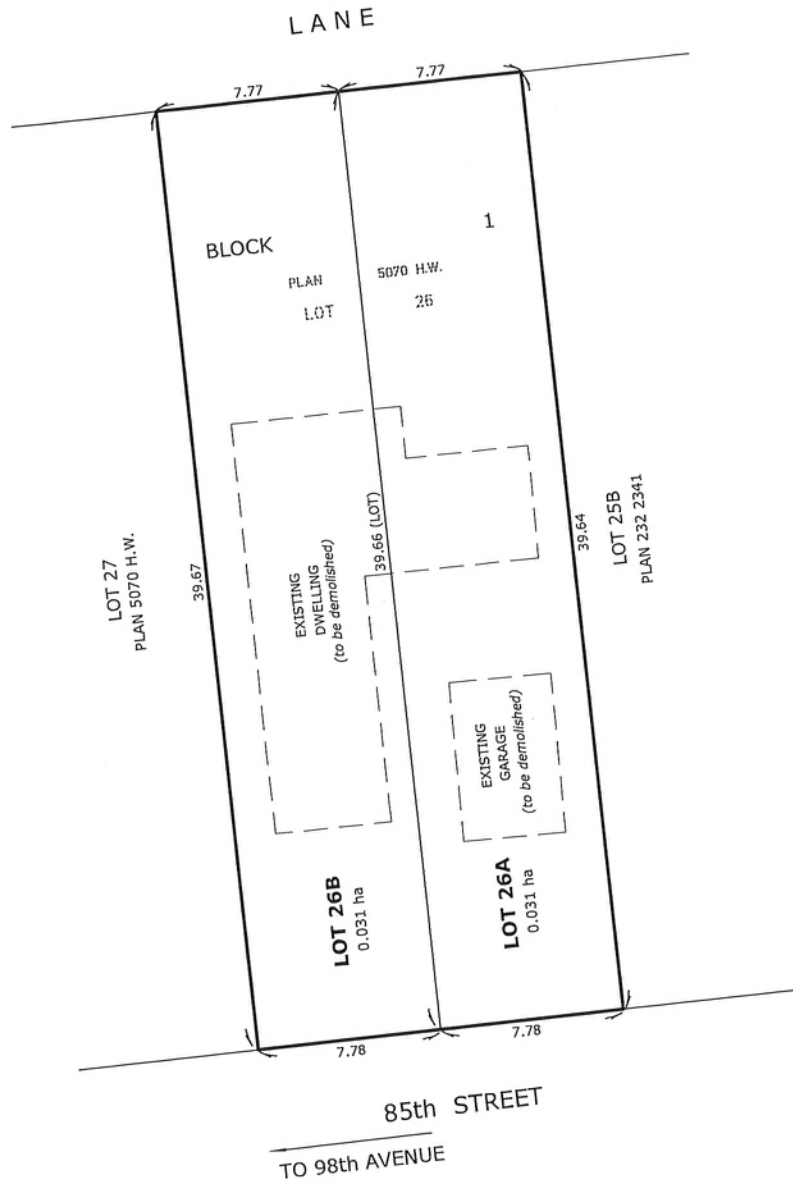 LANE
7.77
7.77
BLOCK
1
PLAN
5070 H.W.
LOT
26
LOT 27
PLAN 5070 H.W.
39.67
EXISTING
DWELLING
(to be demolished)
39.66 (LOT)
39.64
LOT 25B
PLAN 232 2341
EXISTING
GARAGE
(to be demolished)
LOT 26B
0.031 ha
LOT 26A
0.031 ha
7.78
7.78
85th STREET
TO 98th AVENUE